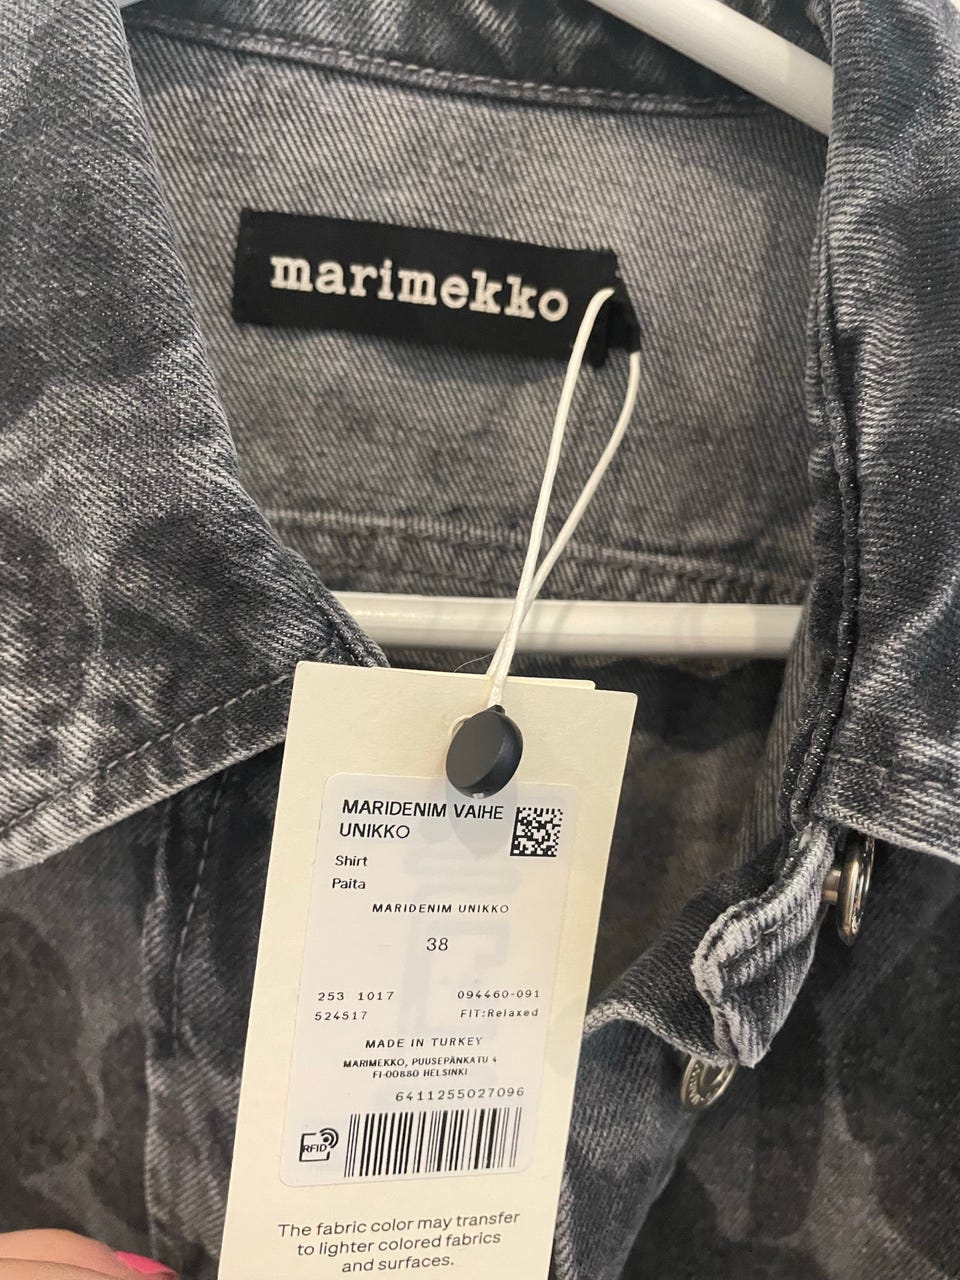 marimekko
MARIDENIM VAIHE
UNIKKO
Shirt
Paita
MARIDENIM UNIKKO
38
253 1017 094460-091
524517 FIT:Relaxed
MADE IN TURKEY
MARIMEKKO, PUUSEPÄNKATU 4
FI-00880 HELSINKI
6411255027096
RFID
The fabric color may transfer
to lighter colored fabrics
and surfaces.